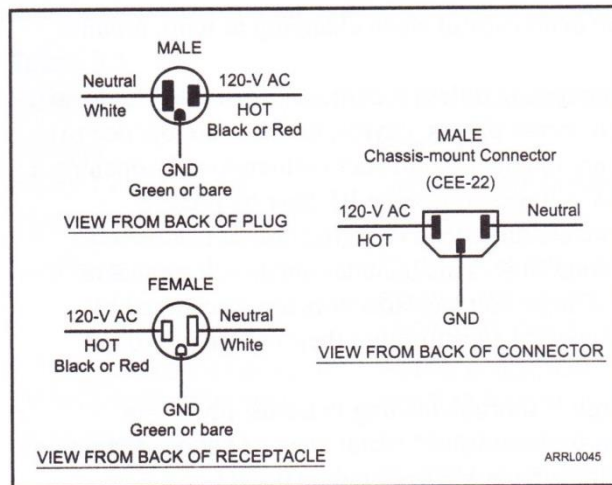 MALE
Neutral
White
120-V AC
HOT
Black or Red
GND
Green or bare
VIEW FROM BACK OF PLUG
FEMALE
120-V AC
HOT
Black or Red
Neutral
White
GND
Green or bare
VIEW FROM BACK OF RECEPTACLE
MALE
Chassis-mount Connector
(CEE-22)
120-V AC
HOT
Neutral
GND
VIEW FROM BACK OF CONNECTOR
ARRL0045